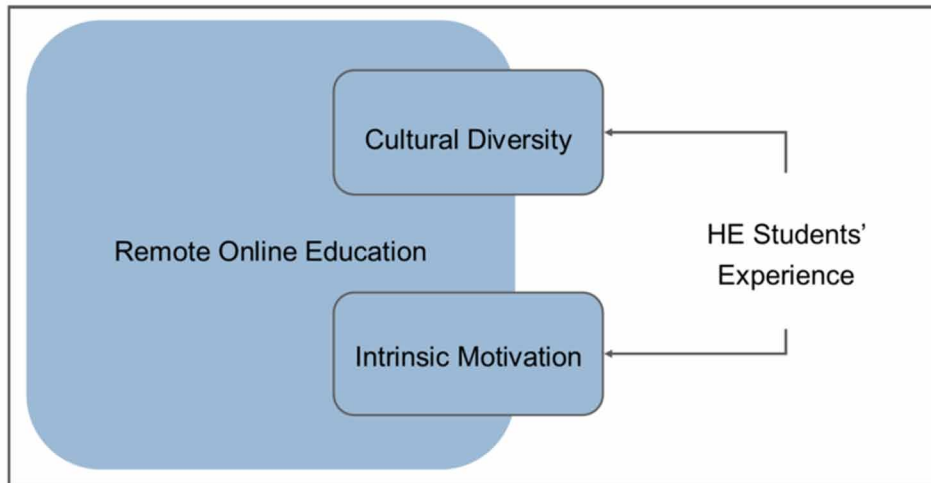 Cultural Diversity
Remote Online Education
HE Students’
Experience
Intrinsic Motivation